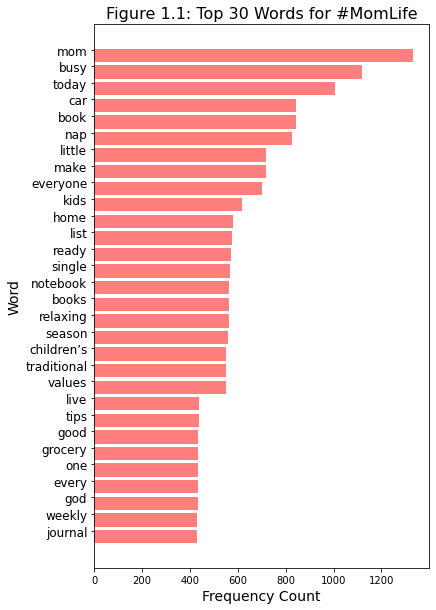 Figure 1.1: Top 30 Words for #MomLife
mom
busy
today
car
book
nap
little
make
everyone
kids
home
list
ready
single
notebook
books
relaxing
season
children’s
traditional
values
live
tips
good
grocery
one
every
god
weekly
journal
Word
0 200 400 600 800 1000 1200
Frequency Count